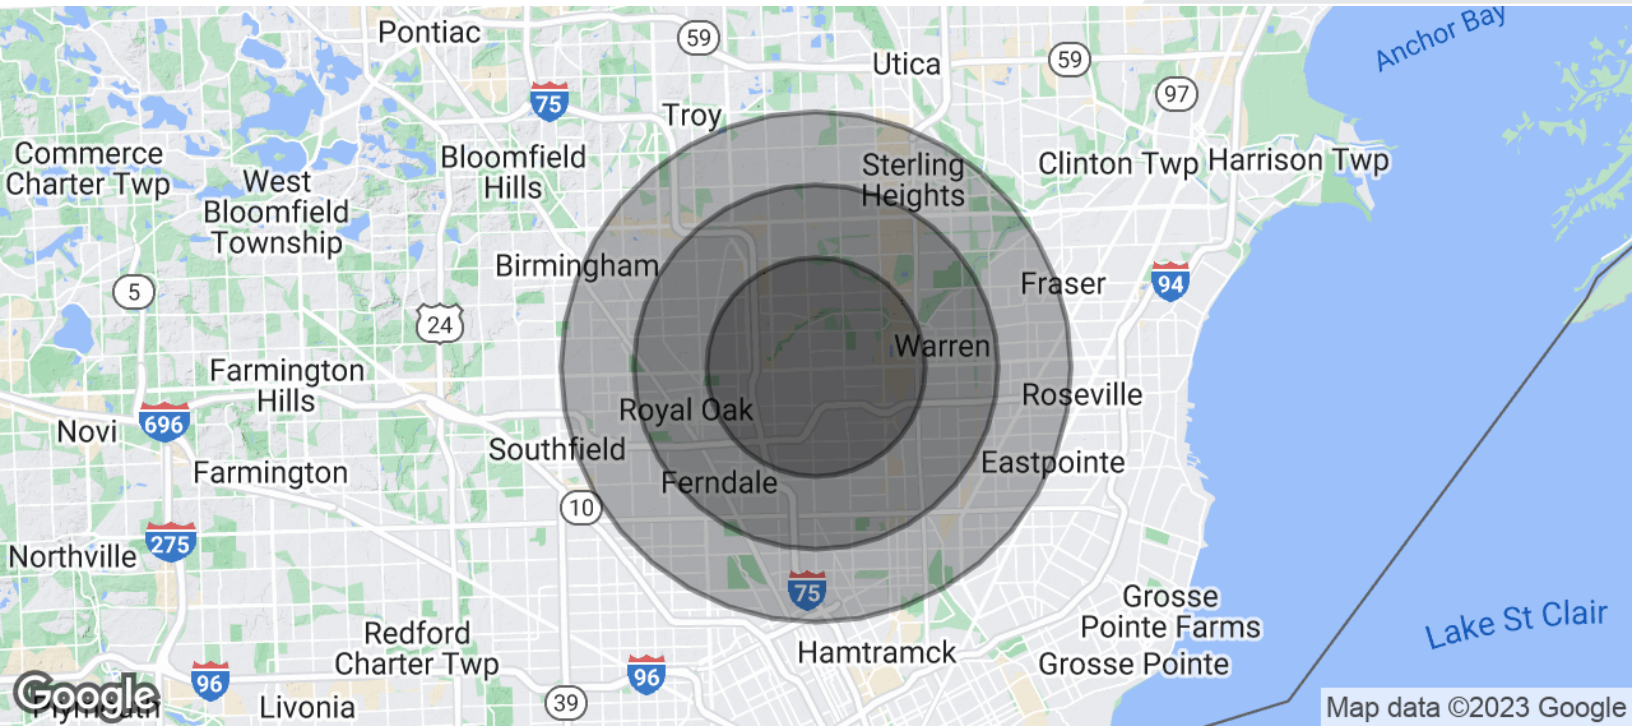 Pontiac
59
Utica
59
Anchor Bay
75
97
Troy
Commerce
Charter Twp
Bloomfield
Hills
Sterling
Heights
Clinton Twp
Harrison Twp
West
Bloomfield
Township
Birmingham
Fraser
94
5
24
Warren
Farmington
Hills
Roseville
Royal Oak
696
Novi
Southfield
Eastpointe
Farmington
Ferndale
10
275
Northville
75
Grosse
Pointe Farms
Lake St Clair
Redford
Charter Twp
Hamtramck
Grosse Pointe
96
96
39
Google
Plymouth
Livonia
Map data ©2023 Google